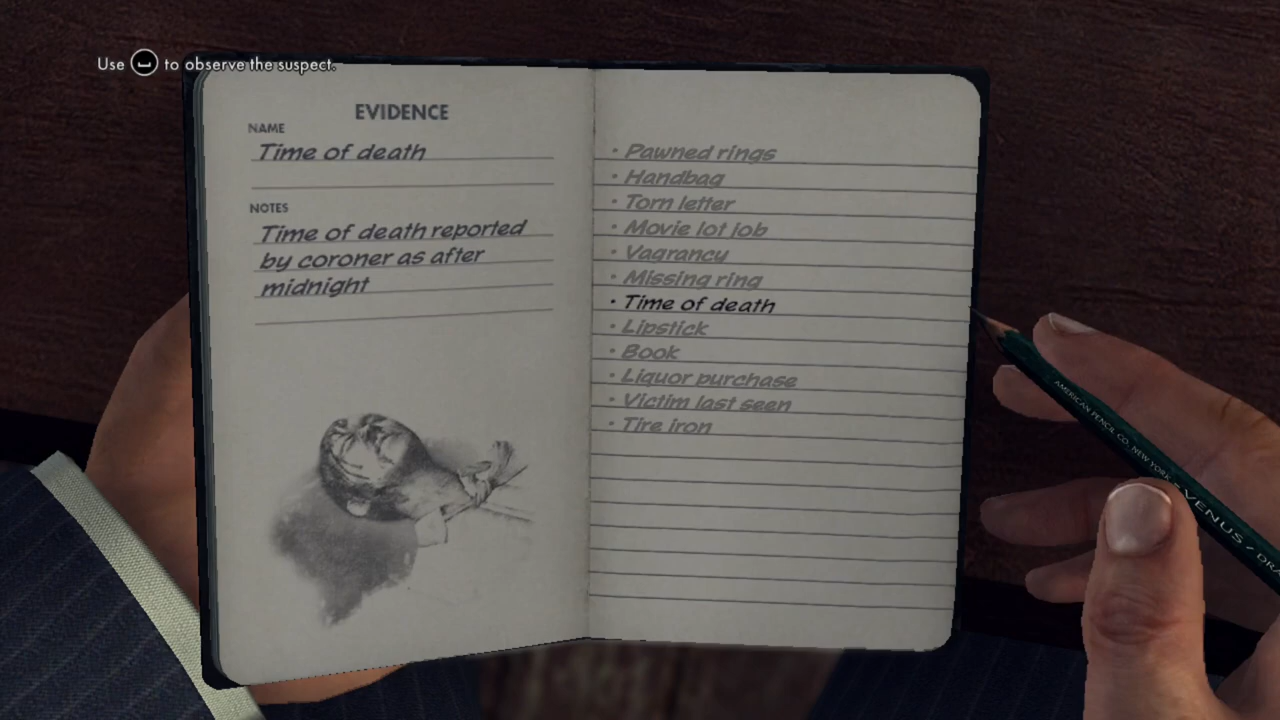 Use to observe the suspect.
EVIDENCE
NAME
Time of death
NOTES
Time of death reported
by coroner as after
midnight
• Pawned rings
• Handbag
• Torn letter
• Movie lot job
• Vagrancy
• Missing ring
• Time of death
• Lipstick
• Book
• Liquor purchase
• Victim last seen
• Tire iron
AMERICAN PENCIL CO. NEW YORK VENUS / DRA